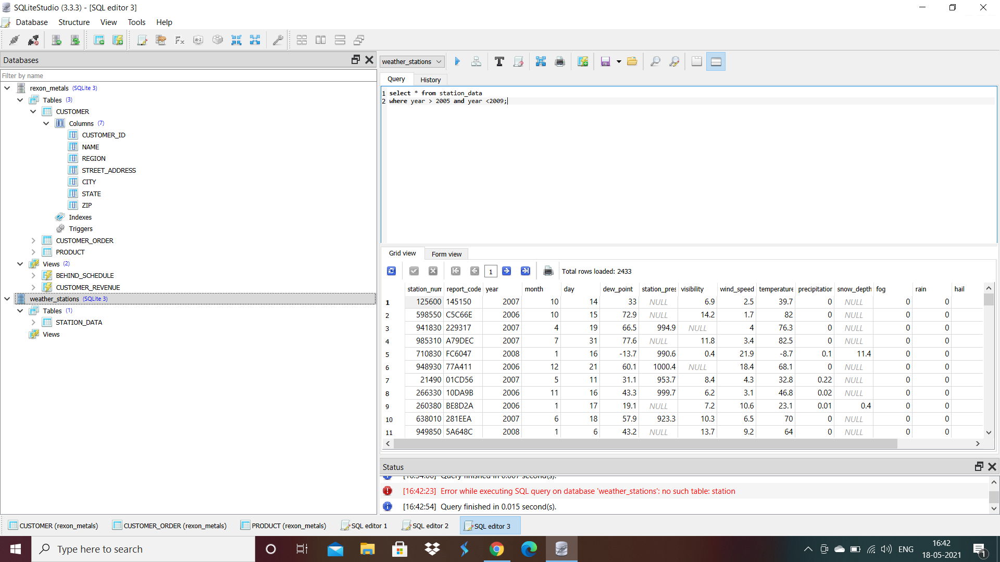 SQLiteStudio (3.3.3) - [SQL editor 3]
Database Structure View Tools Help
Databases
Filter by name
rexon_metals (SQLite 3)
Tables (3)
CUSTOMER
Columns (7)
CUSTOMER_ID
NAME
REGION
STREET_ADDRESS
CITY
STATE
ZIP
Indexes
Triggers
CUSTOMER_ORDER
PRODUCT
Views (2)
BEHIND_SCHEDULE
CUSTOMER_REVENUE
weather_stations (SQLite 3)
Tables (1)
STATION_DATA
Views
weather_stations
Query History
1 select * from station_data
2 where year > 2005 and year <2009;
Grid view Form view
1 Total rows loaded: 2433
station_num report_code year month day dew_point station_pres visibility wind_speed temperature precipitation snow_depth fog rain hail
1 125600 145150 2007 10 14 33 NULL 6.9 2.5 39.7 0 NULL 0 0
2 598550 C5C66E 2006 10 15 72.9 NULL 14.2 1.7 82 0 NULL 0 0
3 941830 229317 2007 4 19 66.5 994.9 NULL 4 76.3 0 NULL 0 0
4 985310 A79DEC 2007 7 31 77.6 NULL 11.8 3.4 82.5 0 NULL 0 0
5 710830 FC6047 2008 1 16 -13.7 990.6 0.4 21.9 -8.7 0.1 11.4 0 0
6 948930 77A411 2006 12 21 60.1 1000.4 NULL 18.4 68.1 0 NULL 0 0
7 21490 01CD56 2007 5 11 31.1 953.7 8.4 4.3 32.8 0.22 NULL 0 0
8 266330 10DA9B 2006 11 16 43.3 999.7 6.2 3.1 46.8 0.02 NULL 0 0
9 260380 BE8D2A 2006 1 17 19.1 NULL 7.2 10.6 23.1 0.01 0.4 0 0
10 638010 281EEA 2007 6 18 57.9 923.3 10.3 6.5 70 0 NULL 0 0
11 949850 5A648C 2008 1 6 43.2 NULL 13.7 9.2 64 0 NULL 0 0
Status
Query finished in second(s).
[16:42:23] Error while executing SQL query on database 'weather_stations': no such table: station
[16:42:54] Query finished in 0.015 second(s).
CUSTOMER (rexon_metals) CUSTOMER_ORDER (rexon_metals) PRODUCT (rexon_metals) SQL editor 1 SQL editor 2 SQL editor 3
Type here to search
ENG
16:42
18-05-2021
1